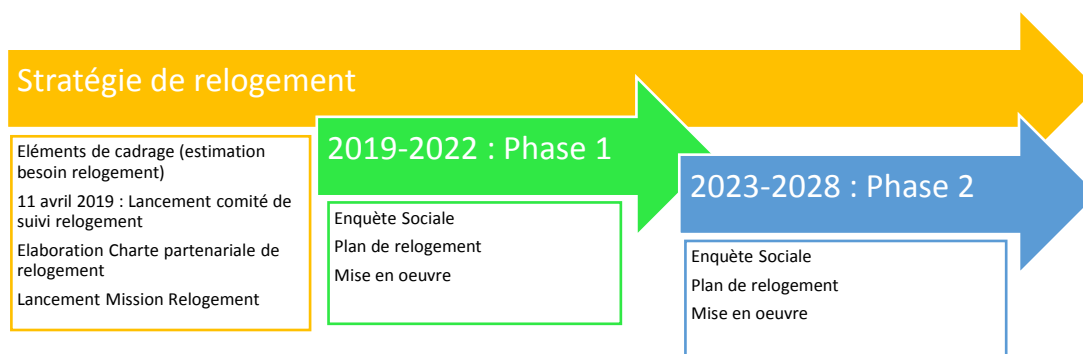 Stratégie de relogement
Eléments de cadrage (estimation
besoin relogement)
11 avril 2019 : Lancement comité de
suivi relogement
Elaboration Charte partenariale de
relogement
Lancement Mission Relogement
2019-2022 : Phase 1
Enquète Sociale
Plan de relogement
Mise en oeuvre
2023-2028 : Phase 2
Enquète Sociale
Plan de relogement
Mise en oeuvre